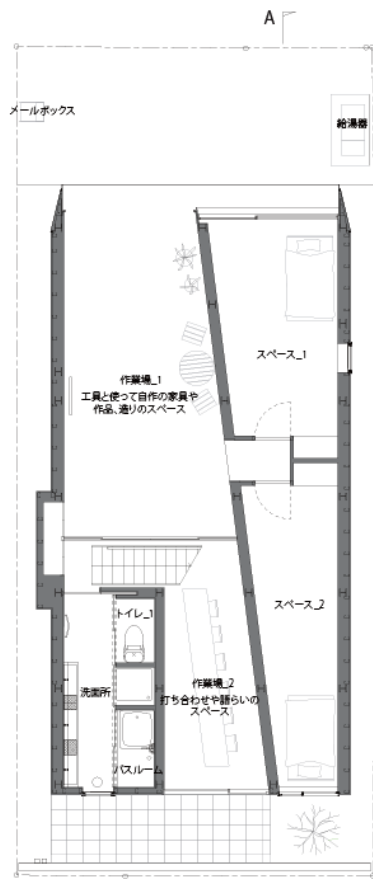 A
メールボックス
給湯器
スペース_1
作業場_1
工具と使って自作の家具や
作品、造りのスペース
スペース_2
トイレ_1
洗面所
作業場_2
打ち合わせや語らいの
スペース
バスルーム